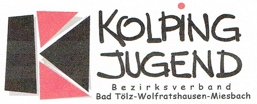 KOLPING
JUGEND
Bezirksverband
Bad Tölz-Wolfratshausen-Miesbach